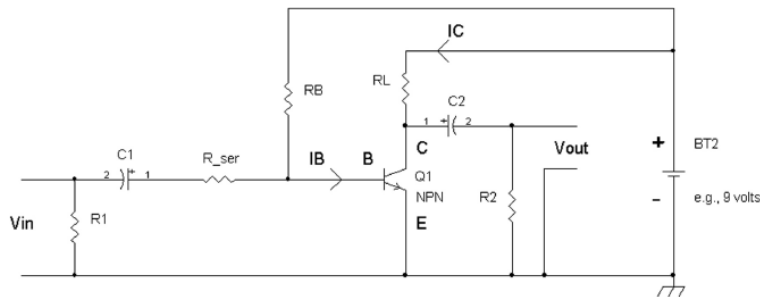 IC
RB
RL
C2
1
2
C1
R_ser
IB
B
C
Vout
+
BT2
2
1
Q1
NPN
R1
R2
Vin
E
-
e.g., 9 volts